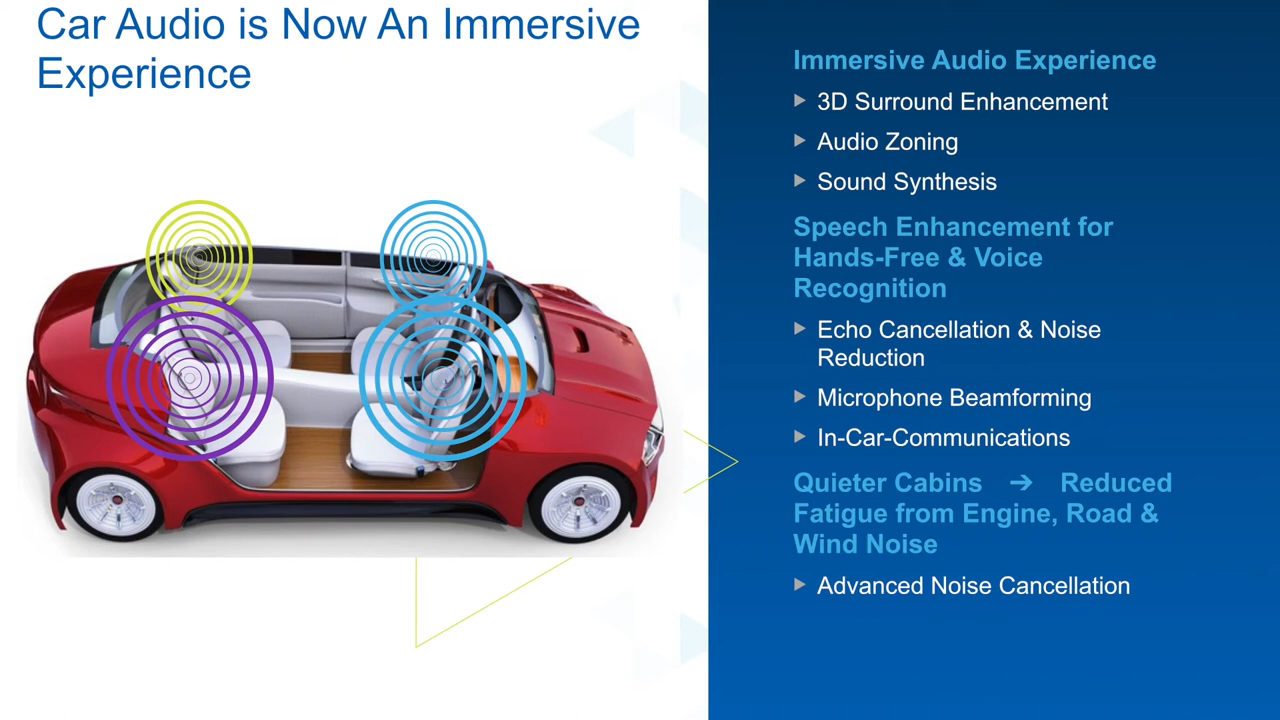 Car Audio is Now An Immersive
Experience
Immersive Audio Experience
3D Surround Enhancement
Audio Zoning
Sound Synthesis
Speech Enhancement for
Hands-Free & Voice
Recognition
Echo Cancellation & Noise
Reduction
Microphone Beamforming
In-Car-Communications
Quieter Cabins ➔ Reduced
Fatigue from Engine, Road &
Wind Noise
Advanced Noise Cancellation